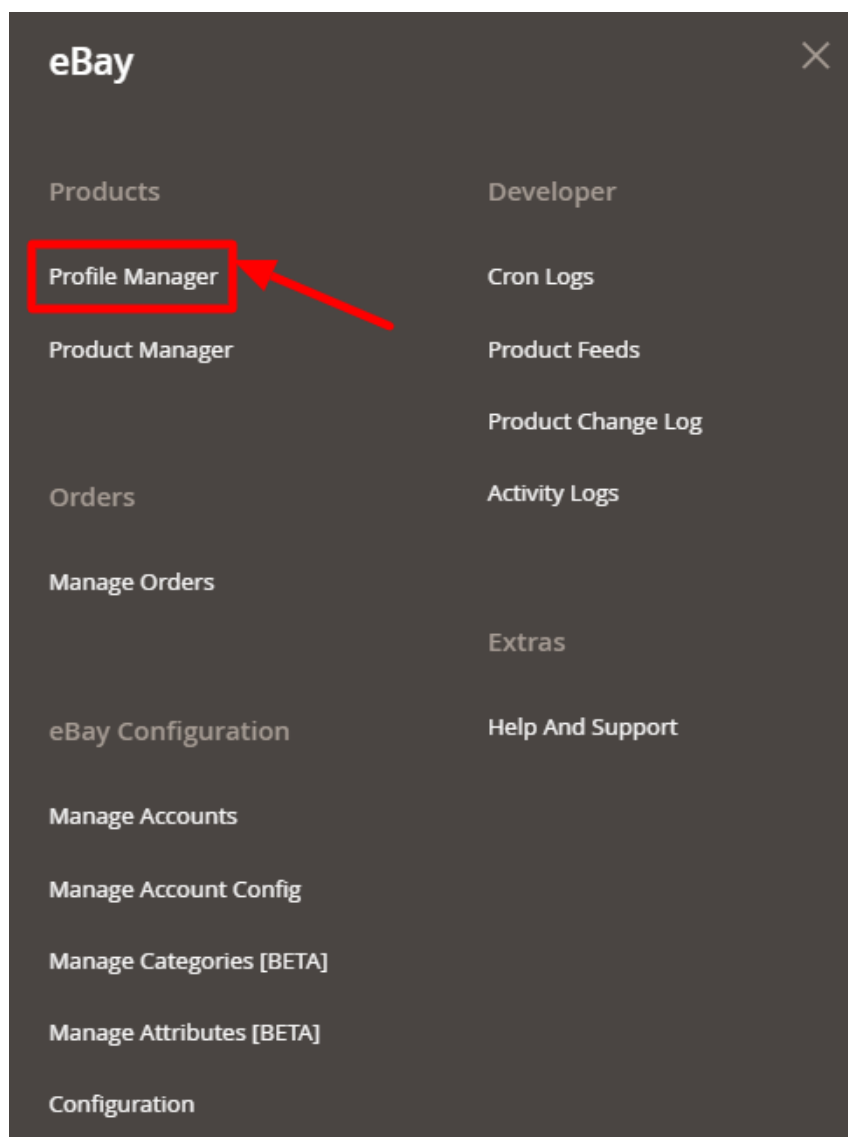 eBay
Products
Profile Manager
Product Manager
Orders
Manage Orders
eBay Configuration
Manage Accounts
Manage Account Config
Manage Categories [BETA]
Manage Attributes [BETA]
Configuration
Developer
Cron Logs
Product Feeds
Product Change Log
Activity Logs
Extras
Help And Support